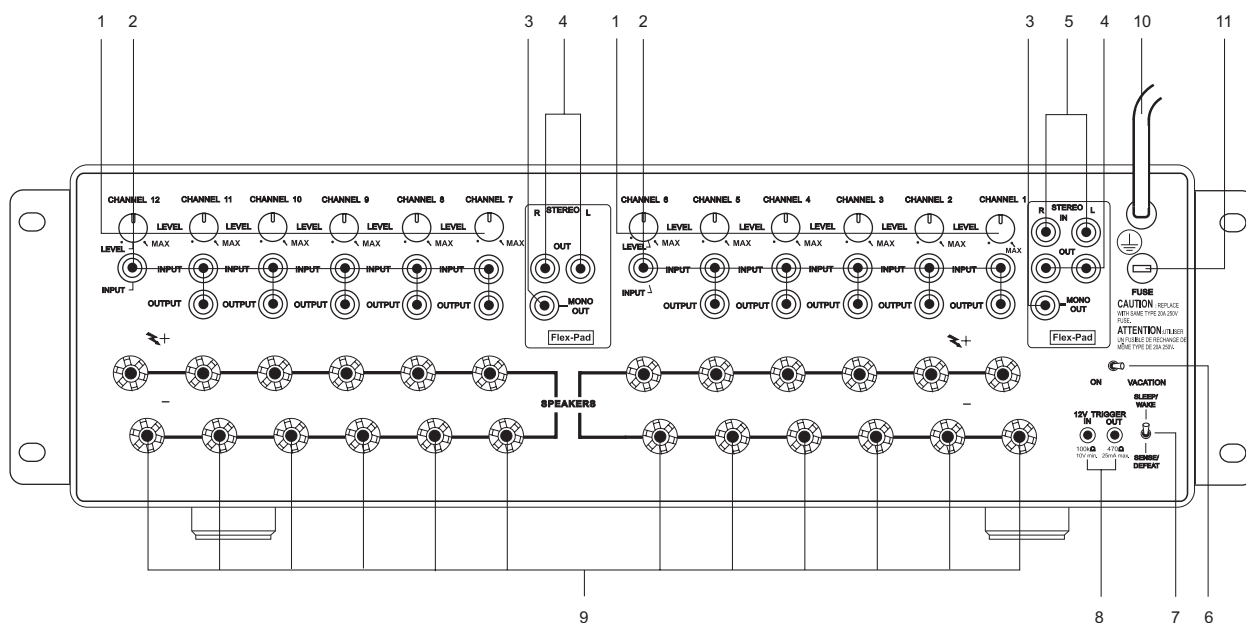 1 2 3 4 1 2 3 5 4 10 11
CHANNEL 12 CHANNEL 11 CHANNEL 10 CHANNEL 9 CHANNEL 8 CHANNEL 7
LEVEL LEVEL LEVEL LEVEL LEVEL
MAX MAX MAX MAX MAX MAX
LEVEL
INPUT INPUT INPUT INPUT INPUT
INPUT
OUTPUT OUTPUT OUTPUT OUTPUT OUTPUT
R STEREO L
OUT
MONO
OUT
Flex-Pad
CHANNEL 6 CHANNEL 5 CHANNEL 4 CHANNEL 3 CHANNEL 2 CHANNEL 1
LEVEL LEVEL LEVEL LEVEL LEVEL
MAX MAX MAX MAX MAX MAX
LEVEL
INPUT INPUT INPUT INPUT INPUT
INPUT
OUTPUT OUTPUT OUTPUT OUTPUT OUTPUT
R STEREO L
IN
OUT
MONO
OUT
Flex-Pad
FUSE
CAUTION : REPLACE
WITH SAME TYPE 20A 250V
FUSE.
ATTENTION :UTILISER
UN FUSIBLE DE RECHANGE DE
MÊME TYPE DE 20A 250V.
+ +
- -
SPEAKERS
ON VACATION
SLEEP/
WAKE
12V TRIGGER
IN OUT
100kΩ 470Ω
10V min. 25mA max.
SENSE/
DEFEAT
9 8 7 6